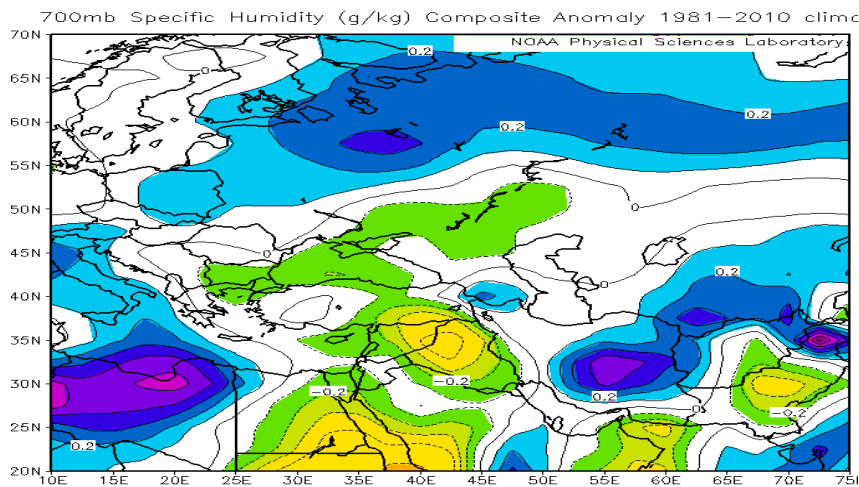 700mb Specific Humidity (g/kg) Composite Anomaly 1981-2010 climo
NOAA Physical Sciences Laboratory
70N
65N
60N
55N
50N
45N
40N
35N
30N
25N
20N
0
0.2
0.2
0.2
0
0
0
0.2
-0.2
-0.2
0.2
0
-0.2
0.2
10E 15E 20E 25E 30E 35E 40E 45E 50E 55E 60E 65E 70E 75E